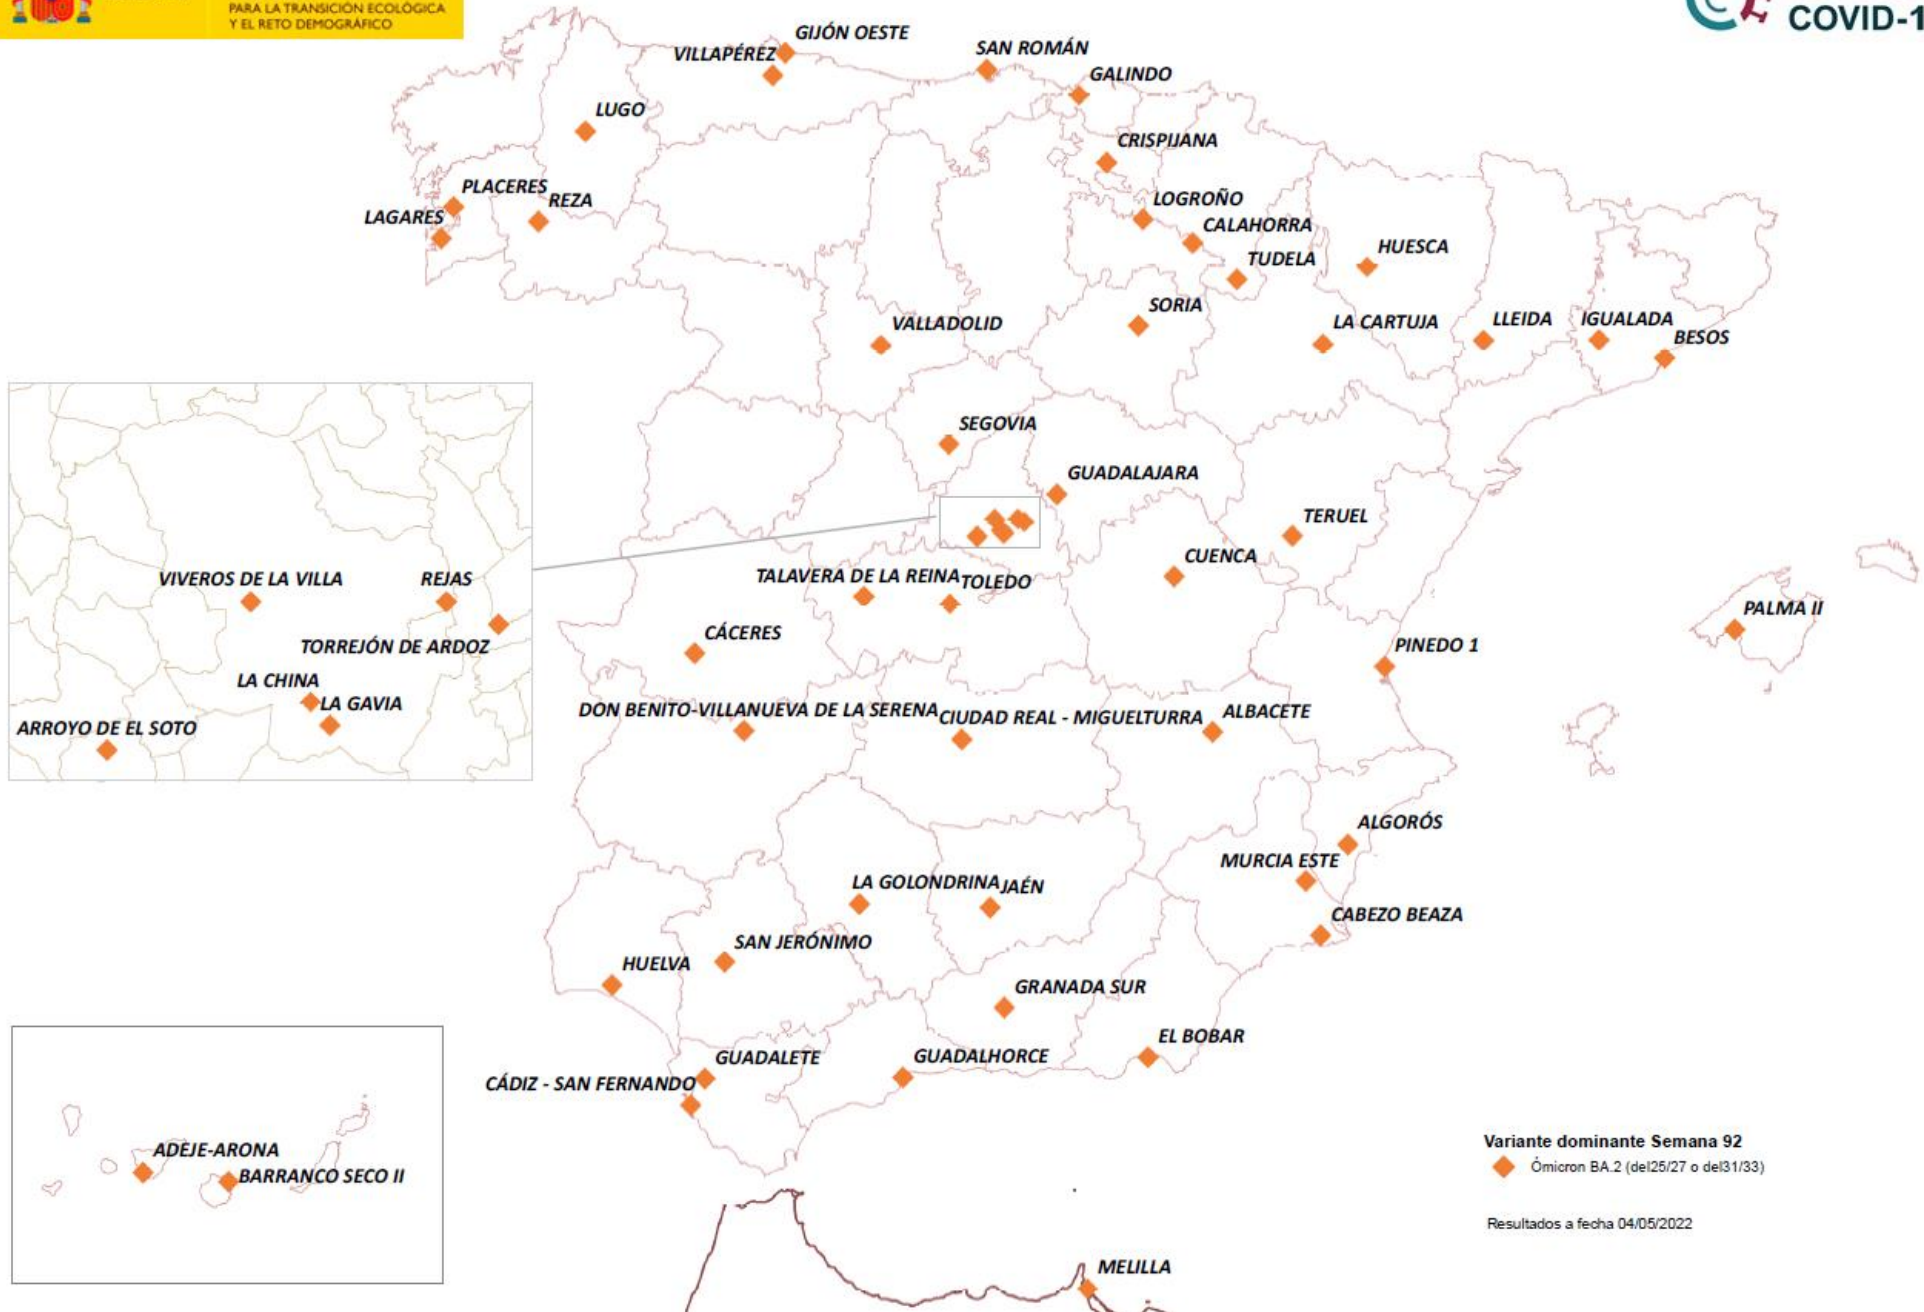 PARA LA TRANSICIÓN ECOLÓGICA
Y EL RETO DEMOGRÁFICO
COVID-1
GIJÓN OESTE
VILLAPÉREZ
SAN ROMÁN
GALINDO
LUGO
CRISPIJANA
PLACERES
REZA
LAGARES
LOGROÑO
CALAHORRA
TUDELA
HUESCA
SORIA
VALLADOLID
LA CARTUJA
LLEIDA
IGUALADA
BESOS
SEGOVIA
GUADALAJARA
TERUEL
CUENCA
TALAVERA DE LA REINA
TOLEDO
VIVEROS DE LA VILLA
REJAS
TORREJÓN DE ARDOZ
LA CHINA
LA GAVIA
ARROYO DE EL SOTO
CÁCERES
PALMA II
PINEDO 1
DON BENITO-VILLANUEVA DE LA SERENA
CIUDAD REAL - MIGUELTURRA
ALBACETE
ALGORÓS
MURCIA ESTE
LA GOLONDRINA
JAÉN
CABEZO BEAZA
SAN JERÓNIMO
HUELVA
GRANADA SUR
EL BOBAR
GUADALETE
GUADALHORCE
CÁDIZ - SAN FERNANDO
ADEJE-ARONA
BARRANCO SECO II
Variante dominante Semana 92
Ómicron BA.2 (del25/27 o del31/33)
Resultados a fecha 04/05/2022
MELILLA